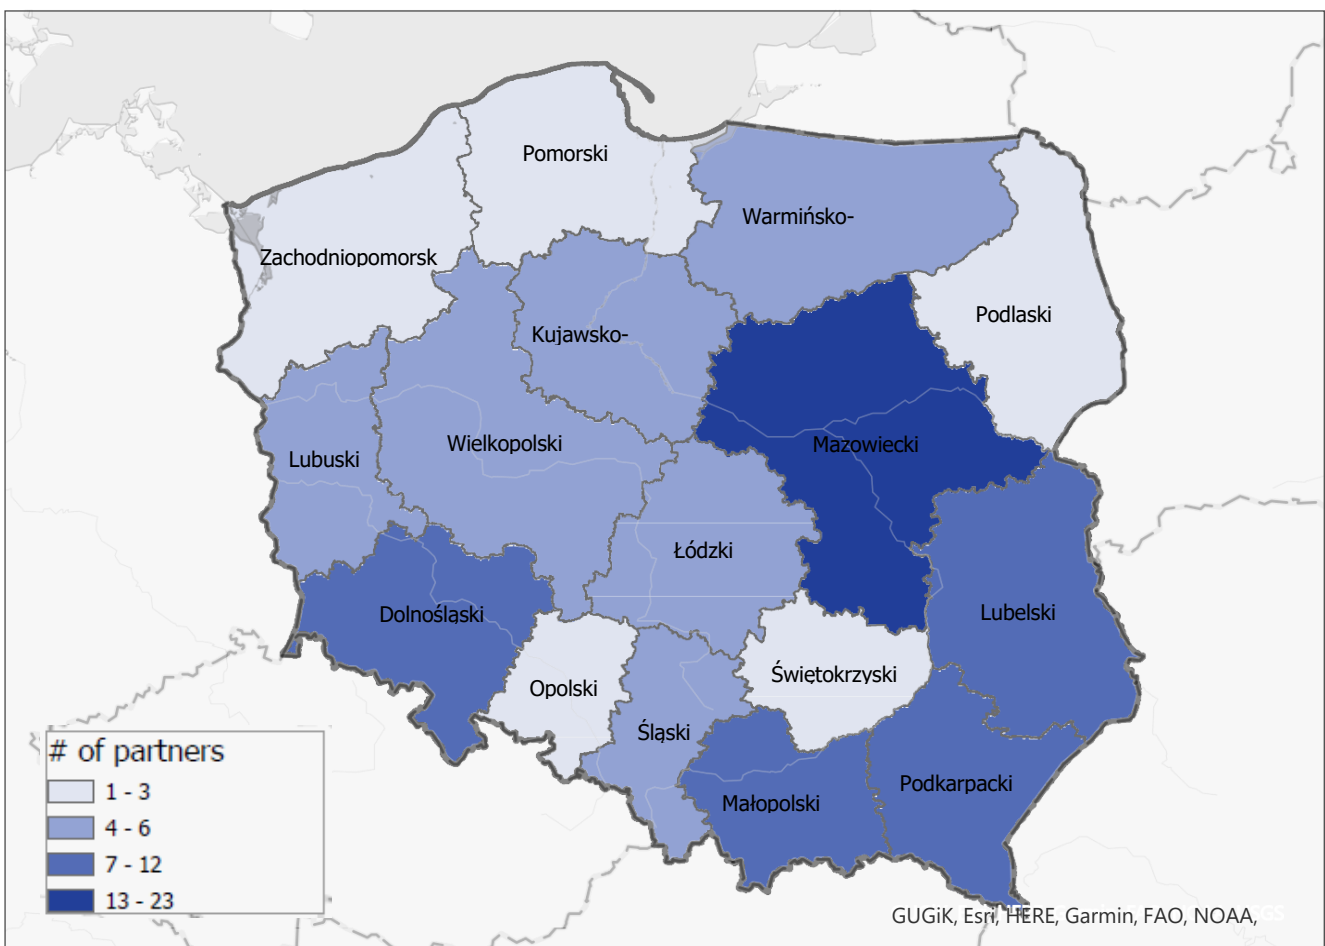 Pomorski
Warmińsko-
Zachodniopomorsk
Podlaski
Kujawsko-
Wielkopolski
Mazowiecki
Lubuski
Łódzki
Dolnośląski
Lubelski
Świętokrzyski
Opolski
Śląski
Podkarpacki
Małopolski
# of partners
1 - 3
4 - 6
7 - 12
13 - 23
GUGiK, Esri, HERE, Garmin, FAO, NOAA,